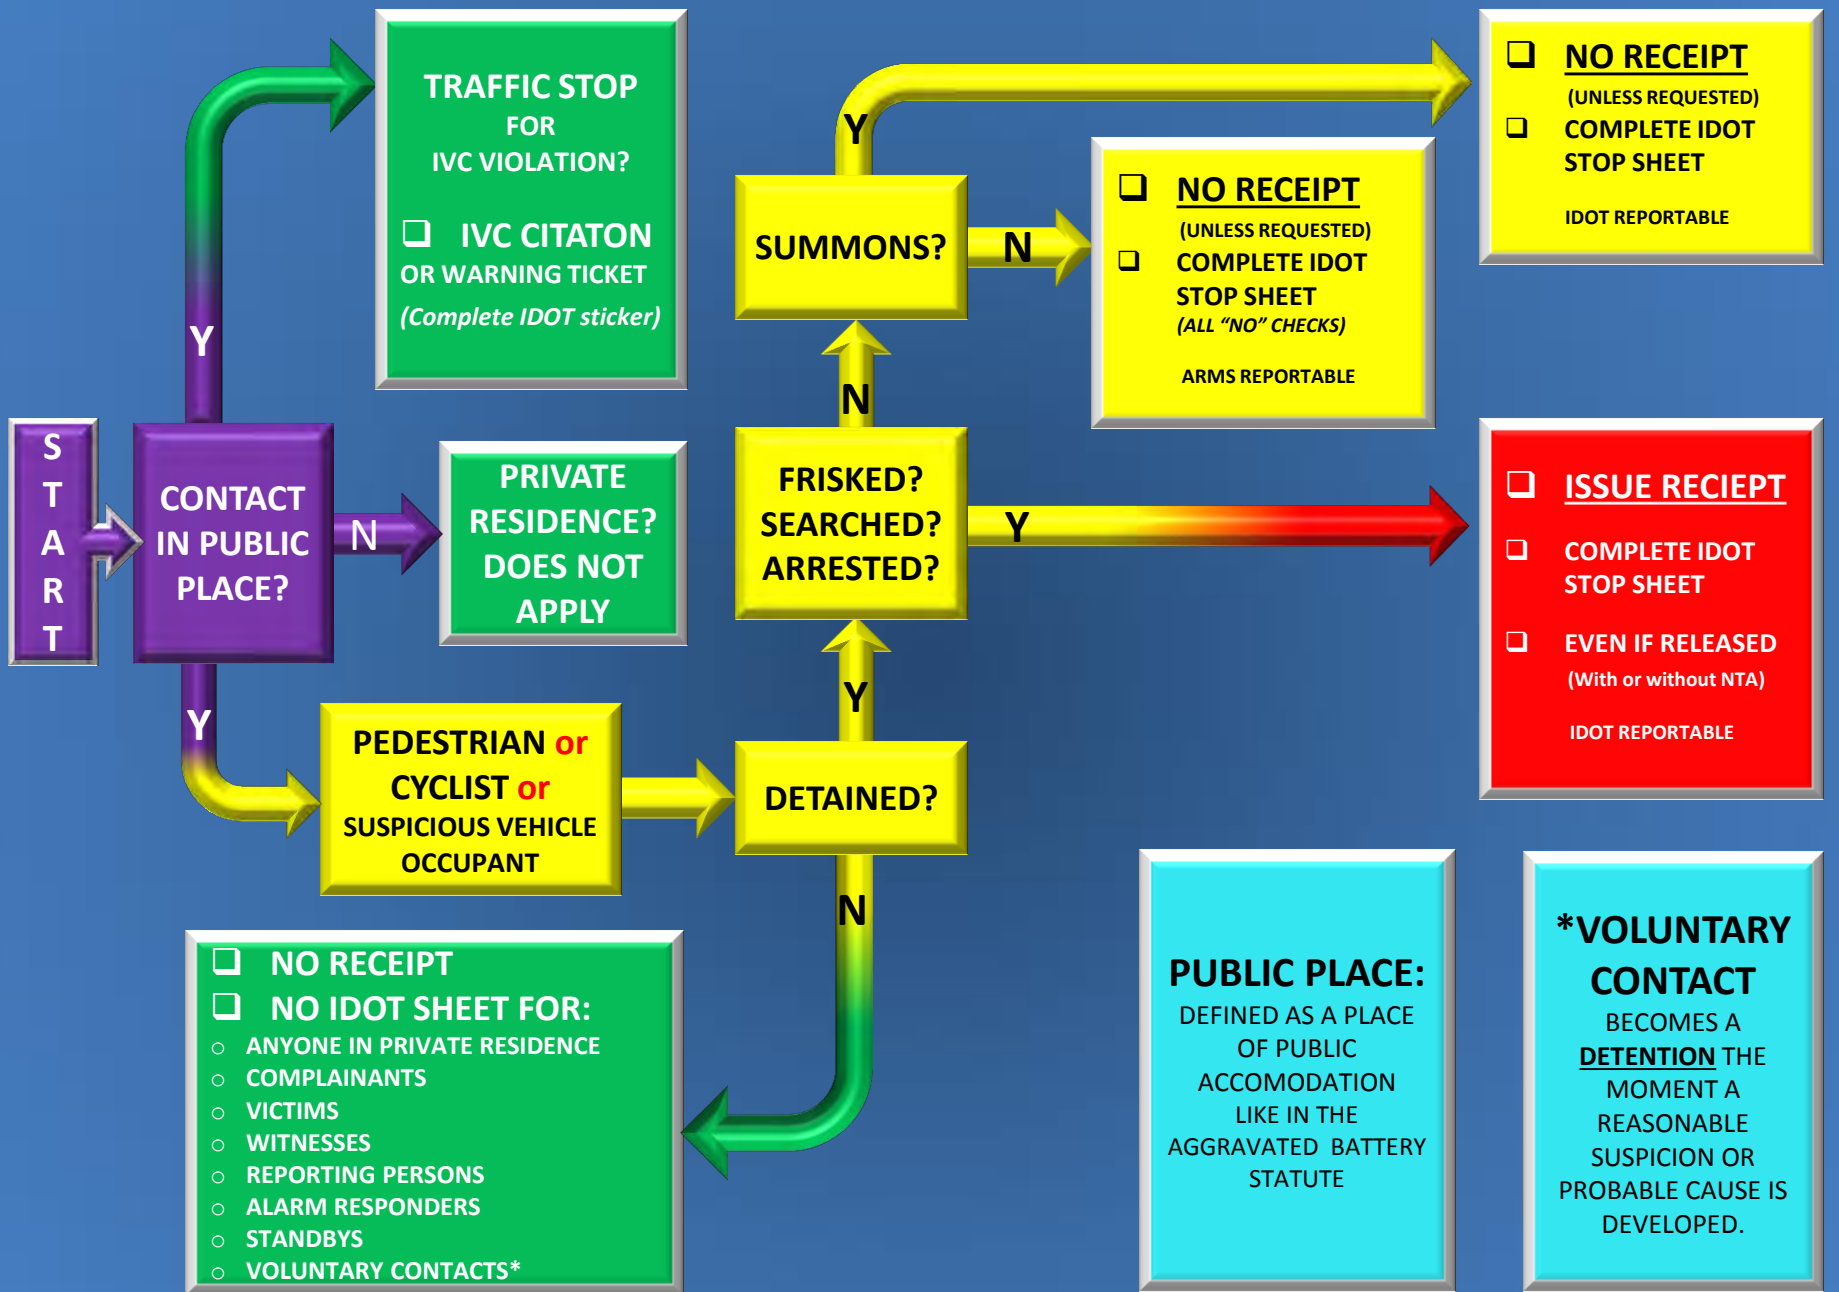 S
T
A
R
T
CONTACT
IN PUBLIC
PLACE?
Y
TRAFFIC STOP
FOR
IVC VIOLATION?
❑ IVC CITATON
OR WARNING TICKET
(Complete IDOT sticker)
N
PRIVATE
RESIDENCE?
DOES NOT
APPLY
Y
PEDESTRIAN or
CYCLIST or
SUSPICIOUS VEHICLE
OCCUPANT
DETAINED?
N
❑ NO RECEIPT
❑ NO IDOT SHEET FOR:
o ANYONE IN PRIVATE RESIDENCE
o COMPLAINANTS
o VICTIMS
o WITNESSES
o REPORTING PERSONS
o ALARM RESPONDERS
o STANDBYS
o VOLUNTARY CONTACTS*
Y
FRISKED?
SEARCHED?
ARRESTED?
Y
❑ ISSUE RECIEPT
❑ COMPLETE IDOT
STOP SHEET
❑ EVEN IF RELEASED
(With or without NTA)
IDOT REPORTABLE
N
SUMMONS?
N
❑ NO RECEIPT
(UNLESS REQUESTED)
❑ COMPLETE IDOT
STOP SHEET
(ALL “NO” CHECKS)
ARMS REPORTABLE
Y
❑ NO RECEIPT
(UNLESS REQUESTED)
❑ COMPLETE IDOT
STOP SHEET
IDOT REPORTABLE
PUBLIC PLACE:
DEFINED AS A PLACE
OF PUBLIC
ACCOMODATION
LIKE IN THE
AGGRAVATED BATTERY
STATUTE
*VOLUNTARY
CONTACT
BECOMES A
DETENTION THE
MOMENT A
REASONABLE
SUSPICION OR
PROBABLE CAUSE IS
DEVELOPED.